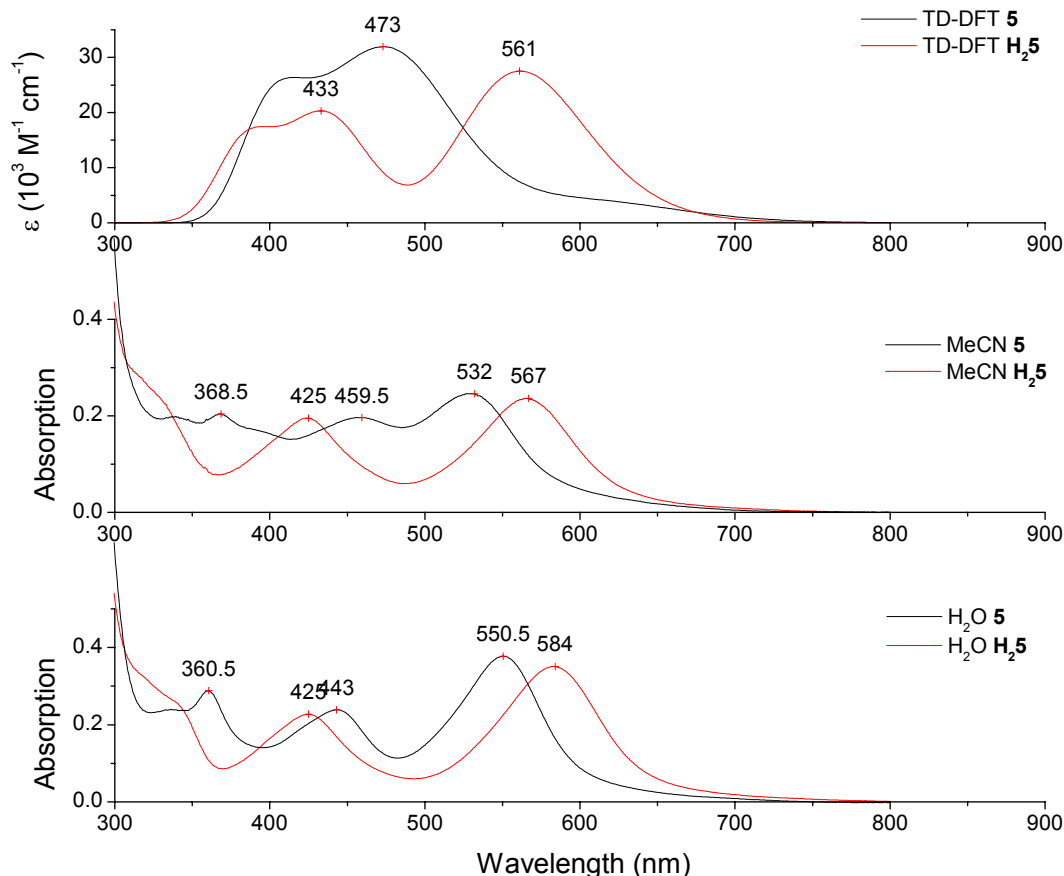 TD-DFT 5
TD-DFT H₂5
473
561
433
ε (10³ M⁻¹ cm⁻¹)
30
20
10
0
300 400 500 600 700 800 900
MeCN 5
MeCN H₂5
368.5
425
459.5
532
567
Absorption
0.4
0.2
0.0
300 400 500 600 700 800 900
H₂O 5
H₂O H₂5
360.5
425
443
550.5
584
Absorption
0.4
0.2
0.0
300 400 500 600 700 800 900
Wavelength (nm)